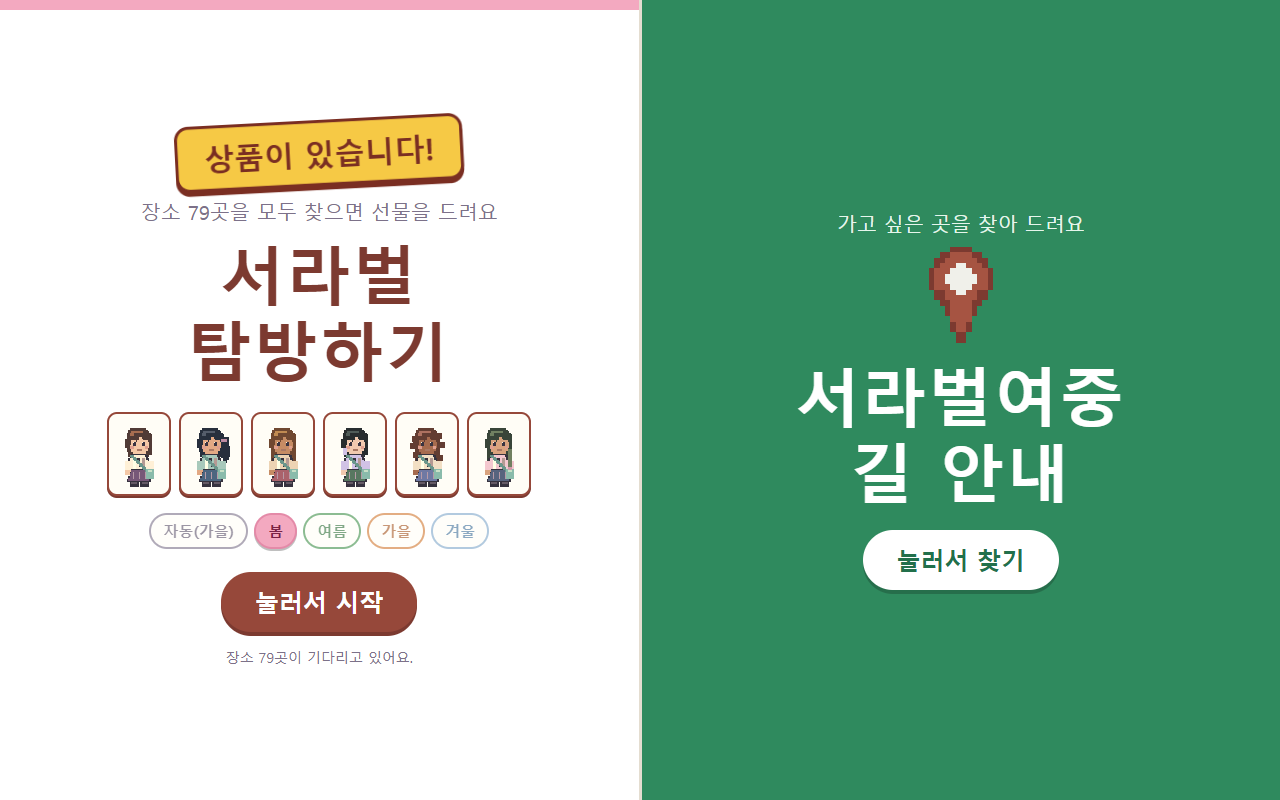 상품이 있습니다!
장소 79곳을 모두 찾으면 선물을 드려요
서라벌
탐방하기
자동(가을) 봄 여름 가을 겨울
눌러서 시작
장소 79곳이 기다리고 있어요.
가고 싶은 곳을 찾아 드려요
서라벌여중
길 안내
눌러서 찾기